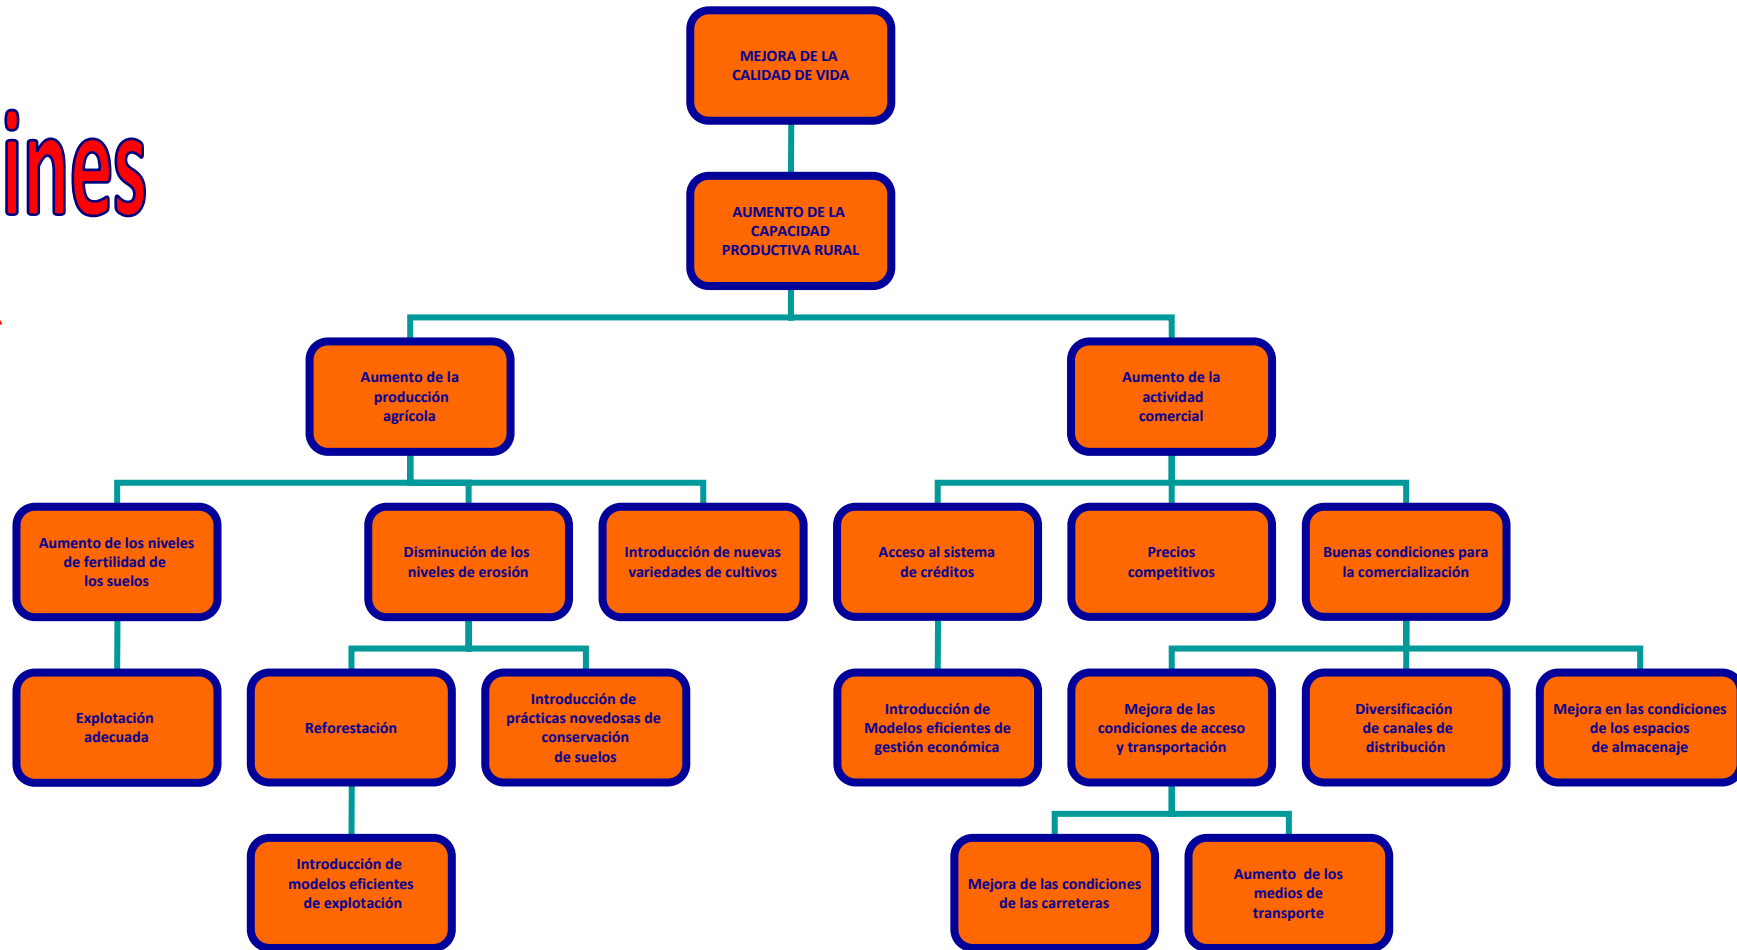 MEJORA DE LA
CALIDAD DE VIDA
ines
AUMENTO DE LA
CAPACIDAD
PRODUCTIVA RURAL
Aumento de la
producción
agrícola
Aumento de la
actividad
comercial
Aumento de los niveles
de fertilidad de
los suelos
Disminución de los
niveles de erosión
Introducción de nuevas
variedades de cultivos
Acceso al sistema
de créditos
Precios
competitivos
Buenas condiciones para
la comercialización
Explotación
adecuada
Reforestación
Introducción de
prácticas novedosas de
conservación
de suelos
Introducción de
Modelos eficientes de
gestión económica
Mejora de las
condiciones de acceso
y transportación
Diversificación
de canales de
distribución
Mejora en las condiciones
de los espacios
de almacenaje
Introducción de
modelos eficientes
de explotación
Mejora de las condiciones
de las carreteras
Aumento  de los
medios de
transporte